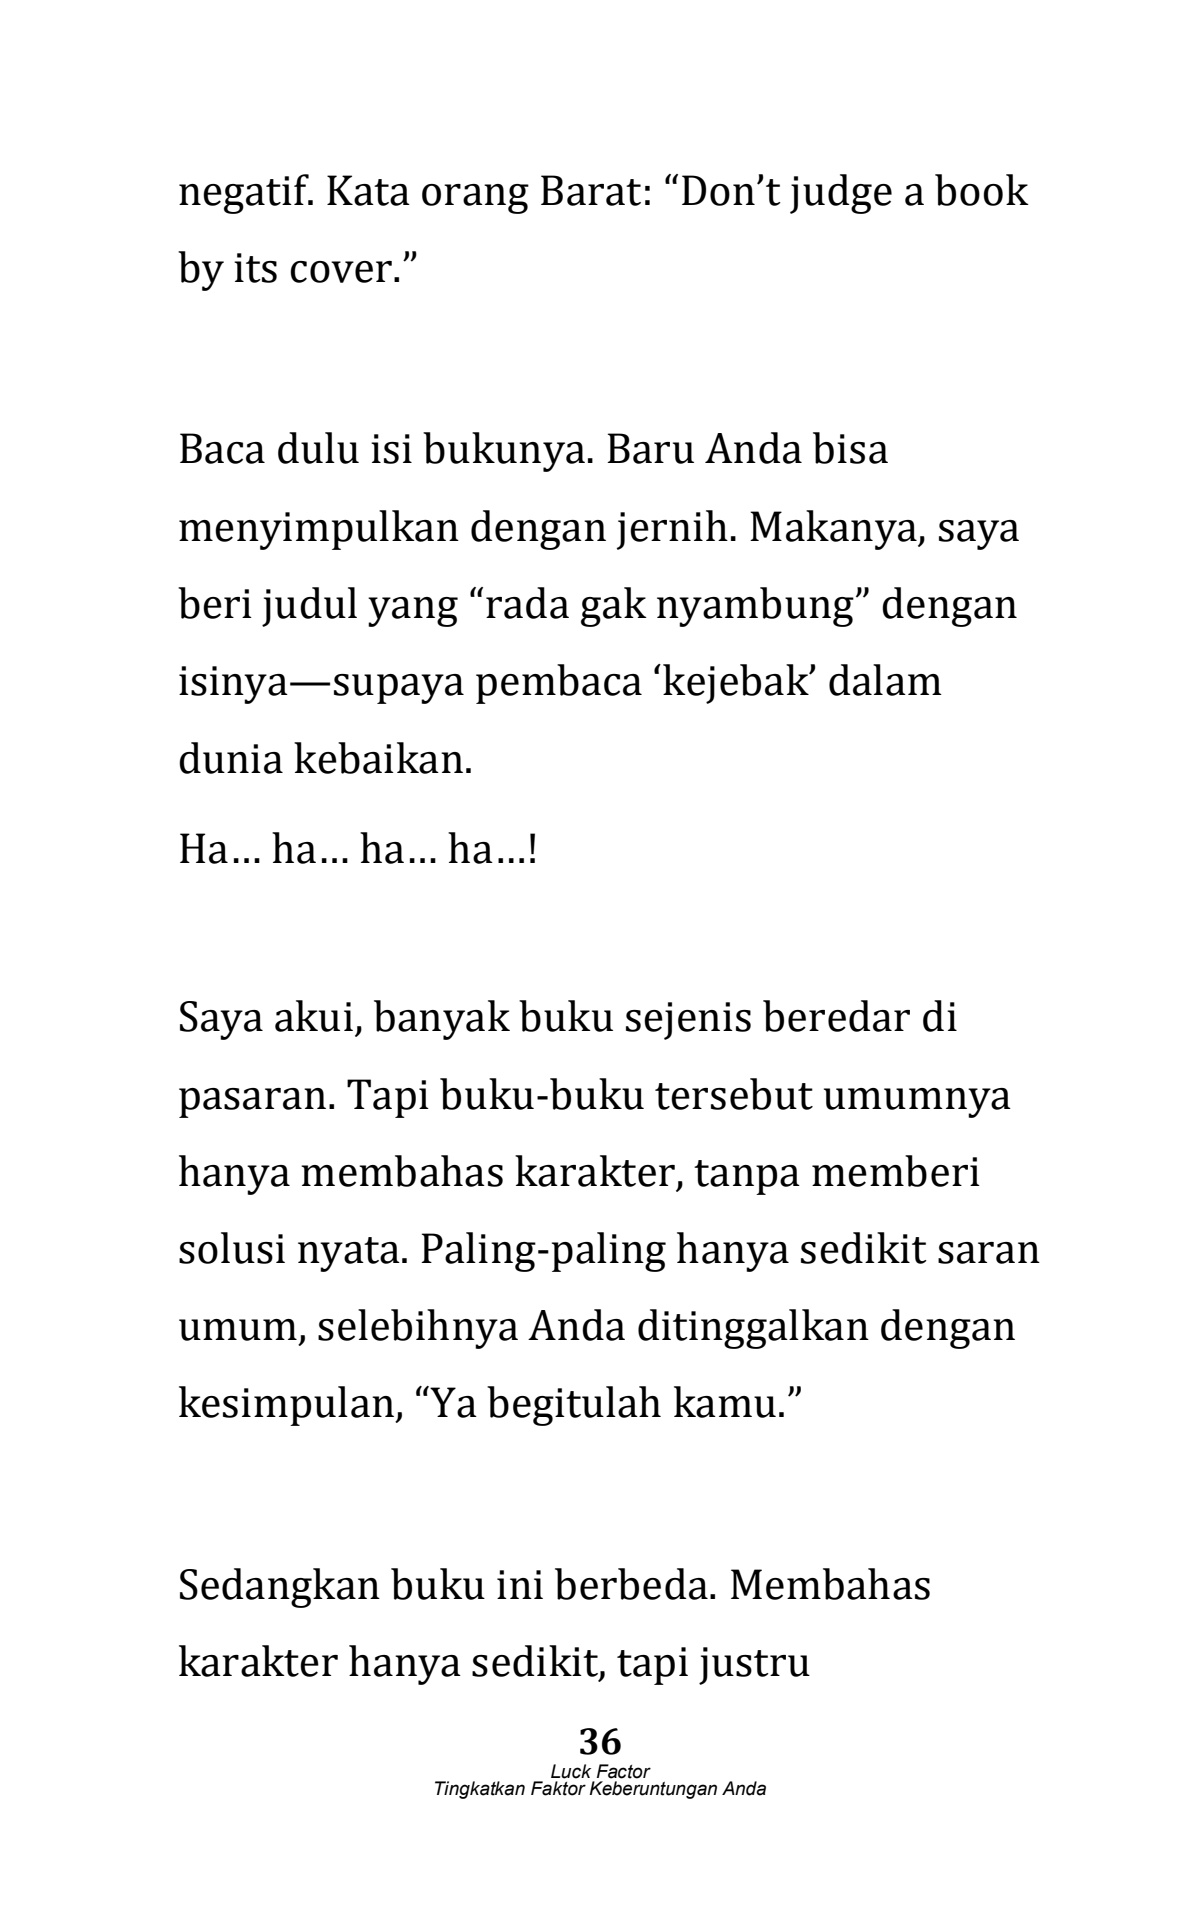 negatif. Kata orang Barat: “Don’t judge a book
by its cover.”
Baca dulu isi bukunya. Baru Anda bisa
menyimpulkan dengan jernih. Makanya, saya
beri judul yang “rada gak nyambung” dengan
isinya—supaya pembaca ‘kejebak’ dalam
dunia kebaikan.
Ha… ha… ha… ha…!
Saya akui, banyak buku sejenis beredar di
pasaran. Tapi buku-buku tersebut umumnya
hanya membahas karakter, tanpa memberi
solusi nyata. Paling-paling hanya sedikit saran
umum, selebihnya Anda ditinggalkan dengan
kesimpulan, “Ya begitulah kamu.”
Sedangkan buku ini berbeda. Membahas
karakter hanya sedikit, tapi justru
36
Luck Factor
Tingkatkan Faktor Keberuntungan Anda